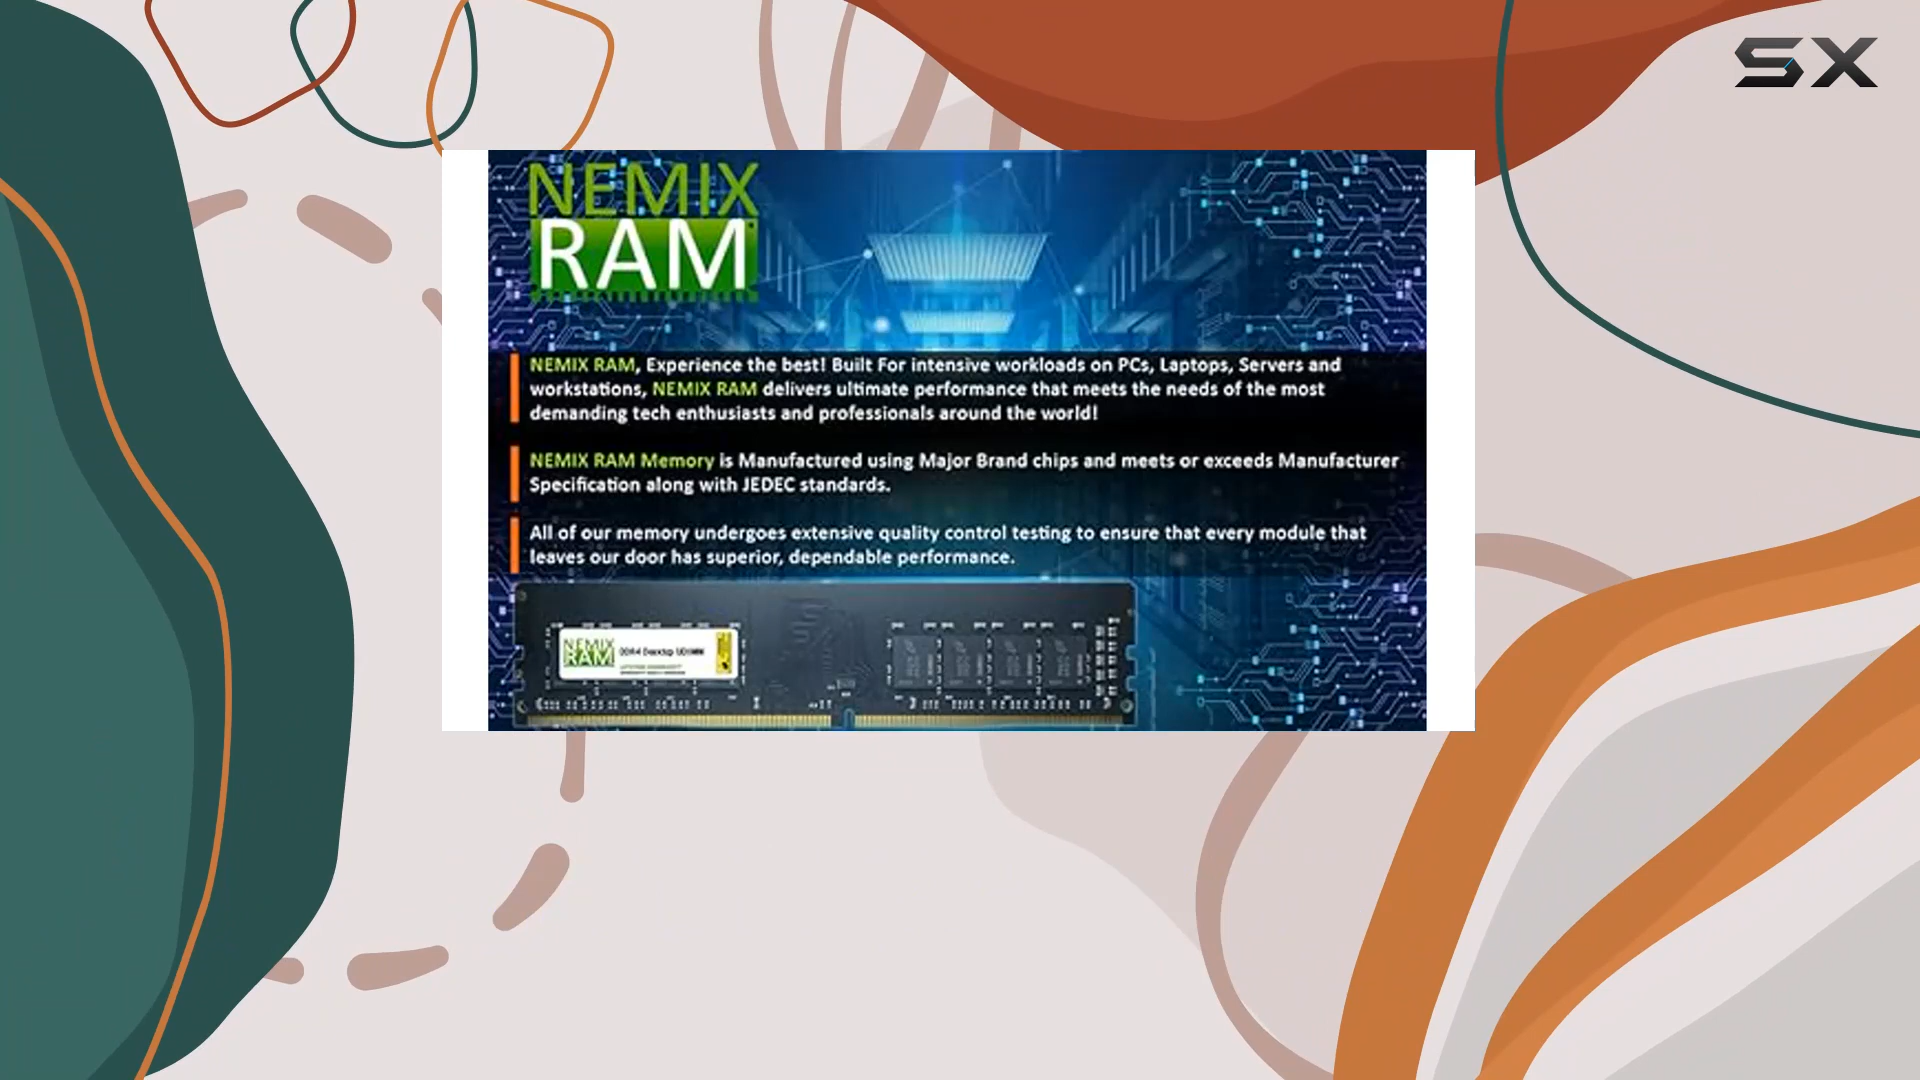 SX
NEMIX
RAM
NEMIX RAM, Experience the best! Built For intensive workloads on PCs, Laptops, Servers and
workstations, NEMIX RAM delivers ultimate performance that meets the needs of the most
demanding tech enthusiasts and professionals around the world!
NEMIX RAM Memory is Manufactured using Major Brand chips and meets or exceeds Manufacturer
Specification along with JEDEC standards.
All of our memory undergoes extensive quality control testing to ensure that every module that
leaves our door has superior, dependable performance.
NEMIX
RAM
DDR4 Desktop UDIMM